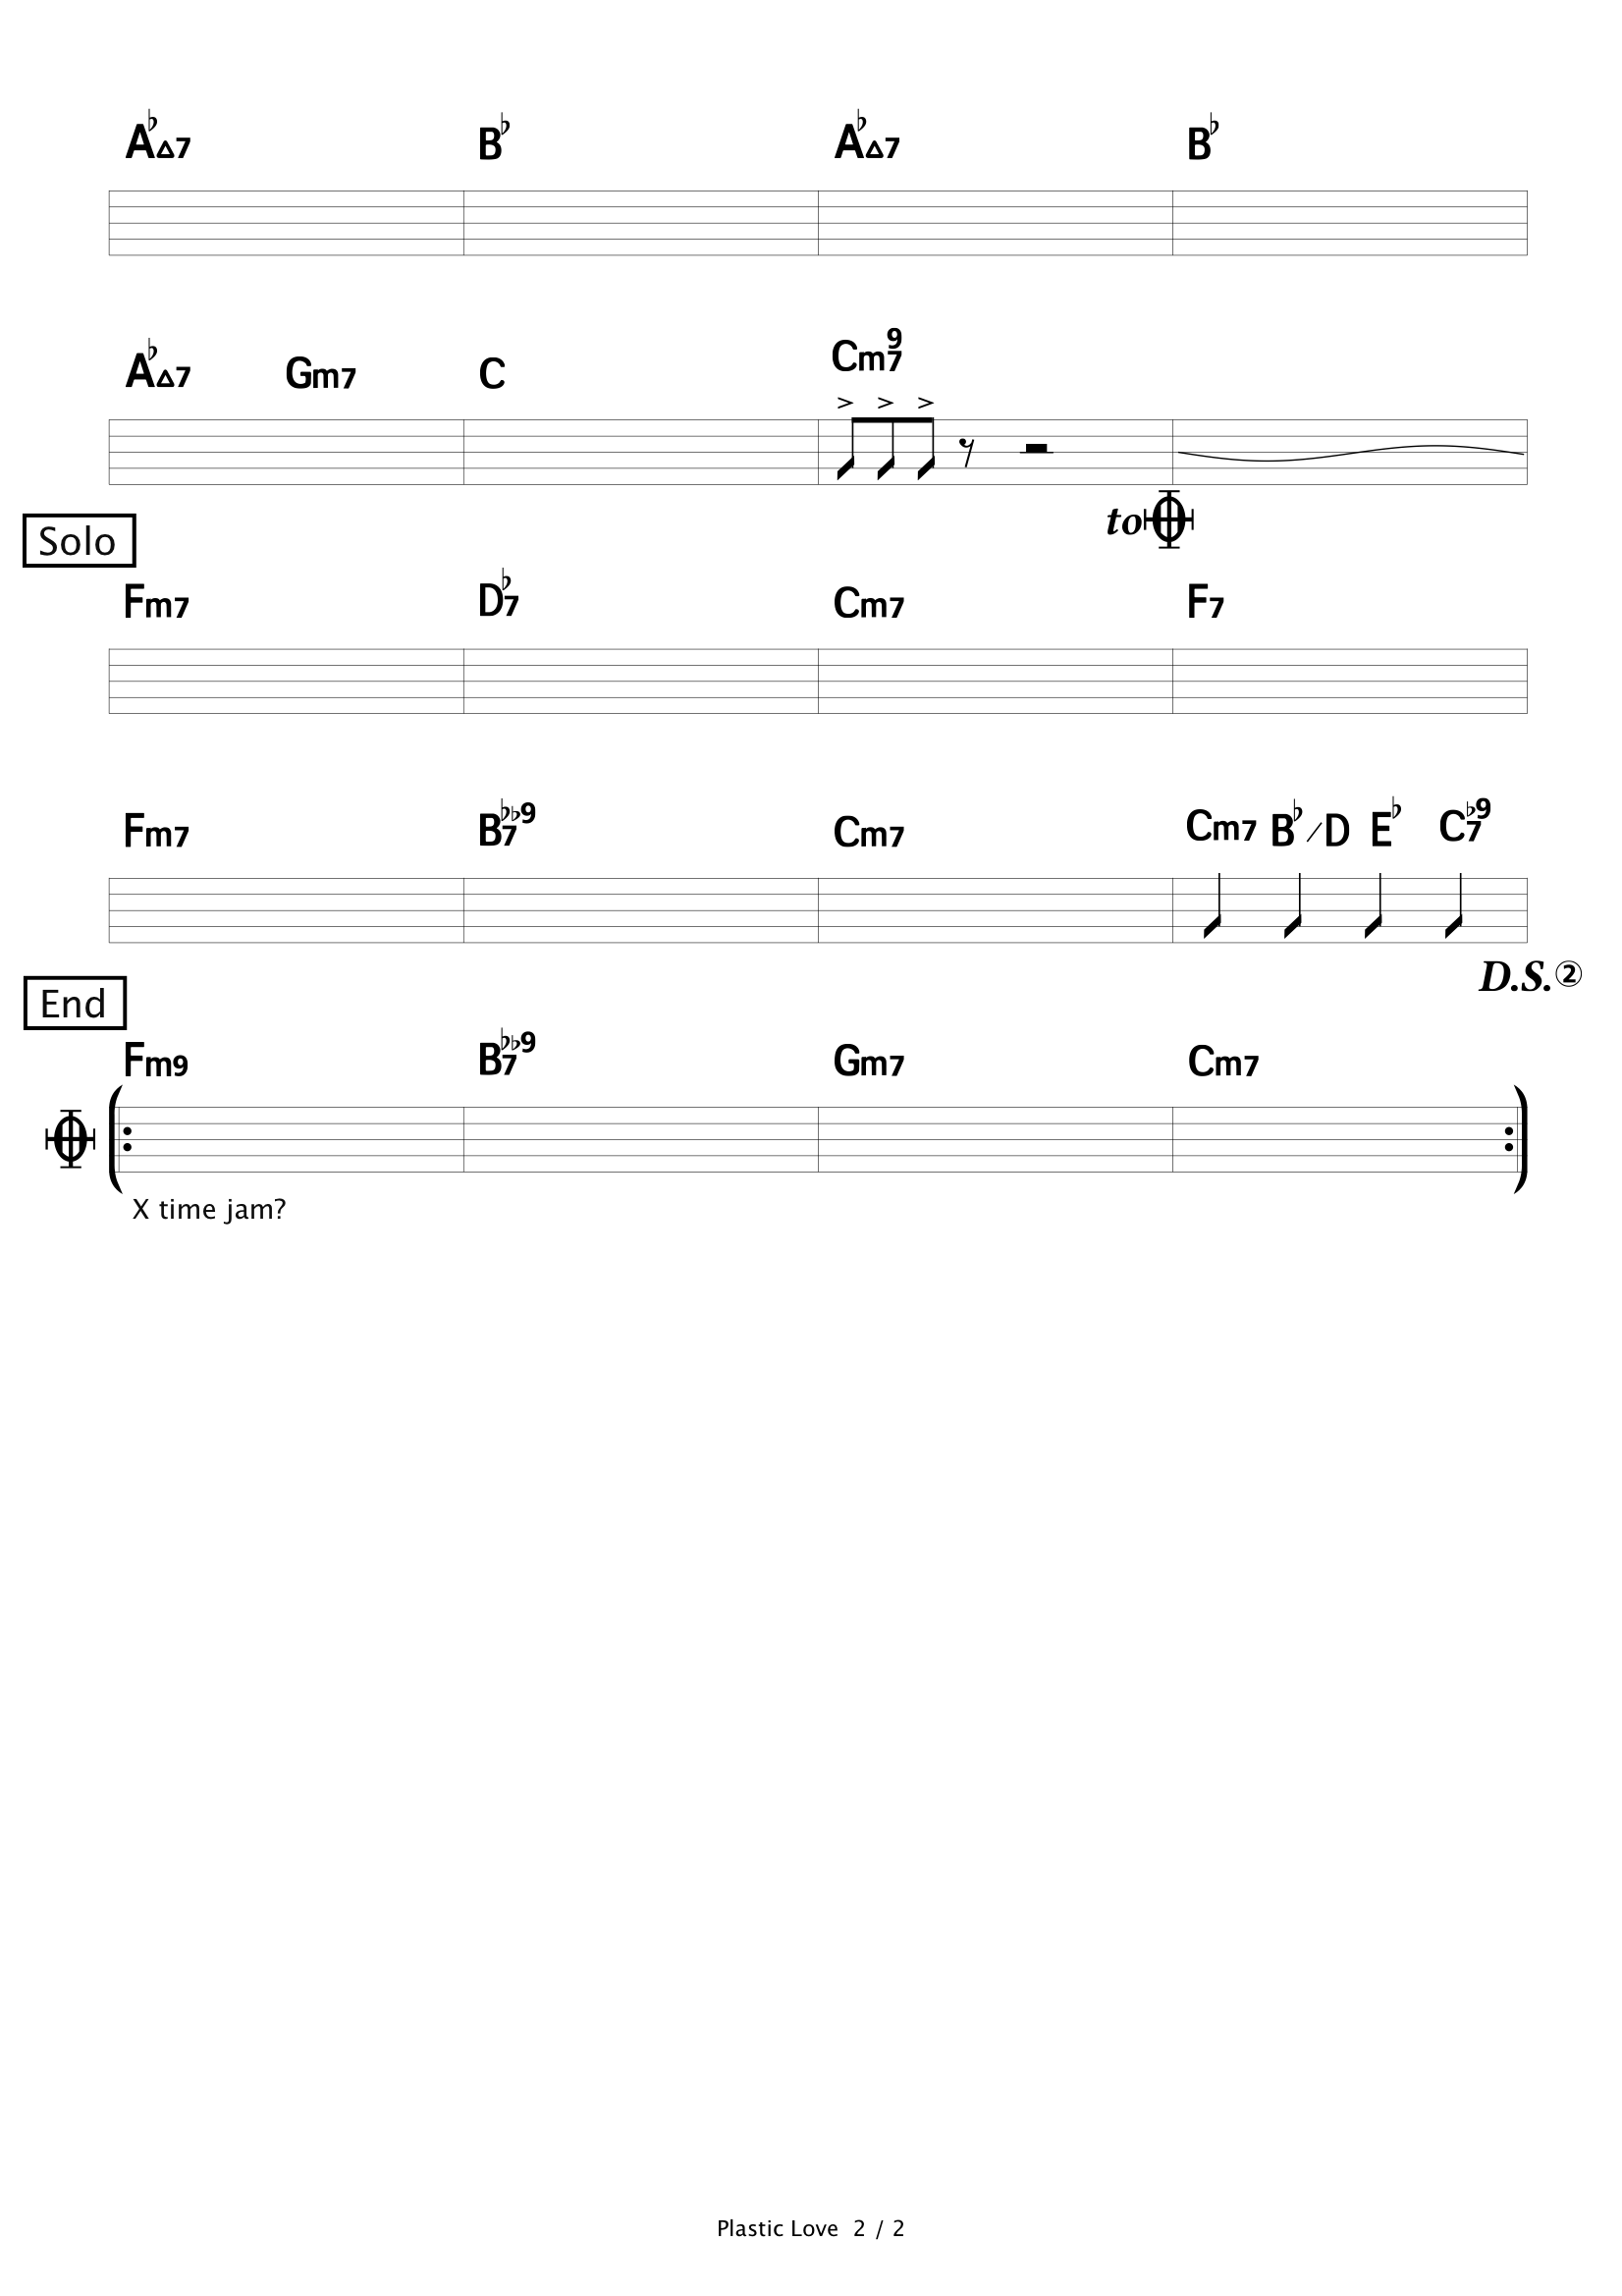 A♭△7 B♭ A♭△7 B♭
A♭△7 Gm7 C Cm7 9
to
Solo
Fm7 D♭7 Cm7 F7
Fm7 B♭7♭9 Cm7 Cm7 B♭/D E♭ C7♭9
D.S.②
End
Fm9 B♭7♭9 Gm7 Cm7
X time jam?
Plastic Love 2 / 2